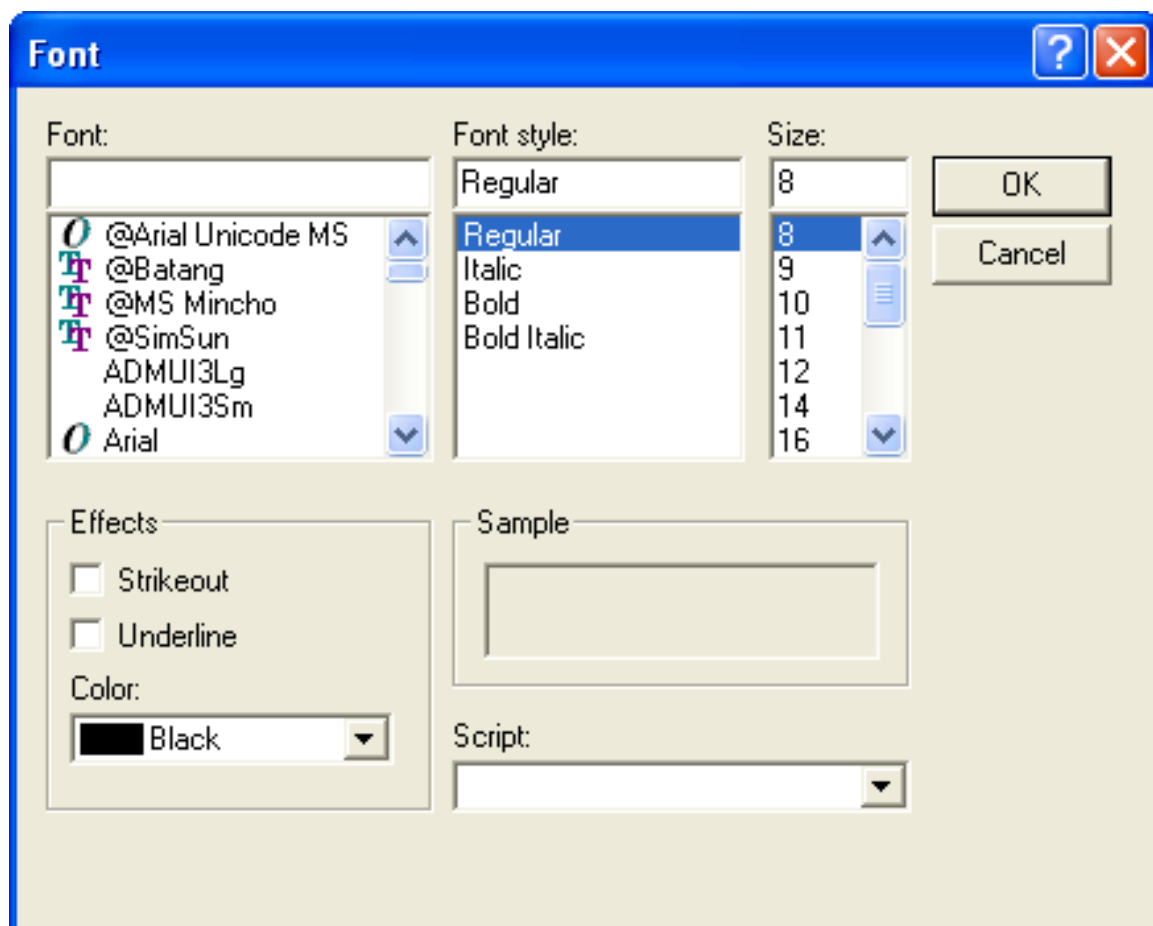 Font
Font:
@Arial Unicode MS
@Batang
@MS Mincho
@SimSun
ADMUI3Lg
ADMUI3Sm
Arial
Font style:
Regular
Regular
Italic
Bold
Bold Italic
Size:
8
8
9
10
11
12
14
16
OK
Cancel
Effects
Strikeout
Underline
Color:
Black
Sample
Script: